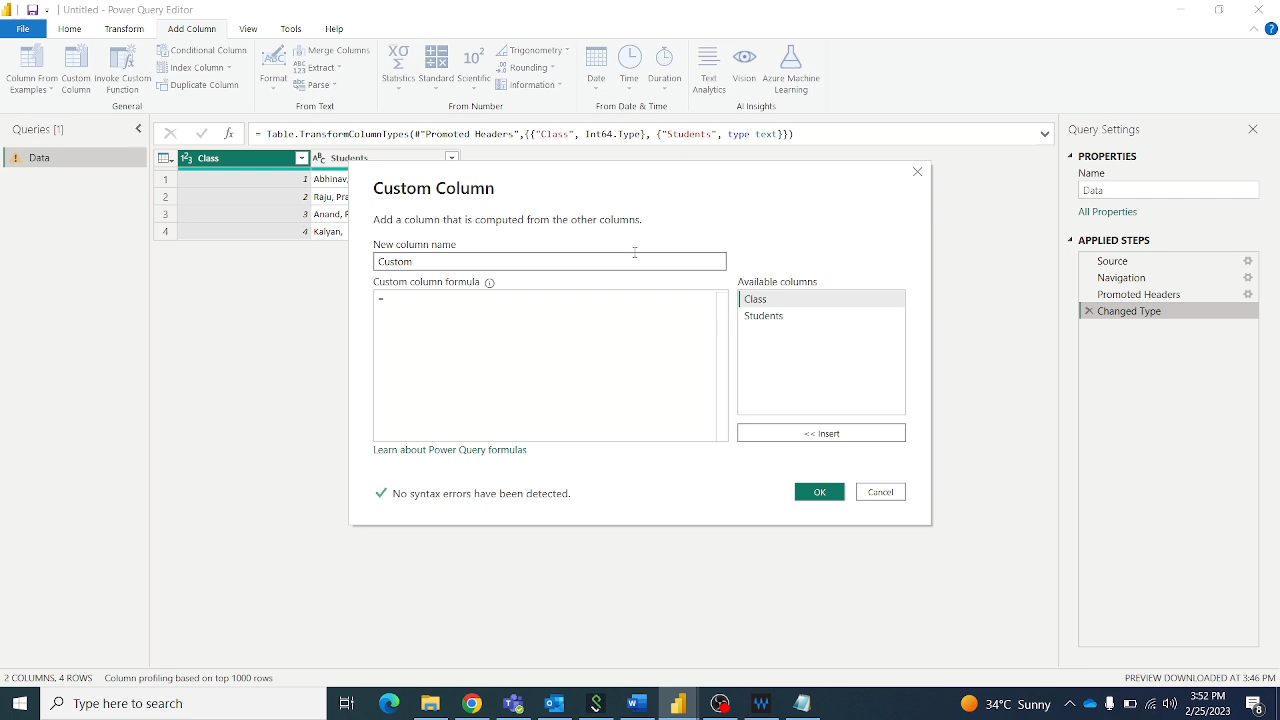 Untitled - Power Query Editor
File Home Transform Add Column View Tools Help
Column From Examples
Custom Column
Invoke Custom Function
Conditional Column
Index Column
Duplicate Column
General
Format
Merge Columns
Extract
Parse
From Text
Statistics
Standard
Scientific
Trigonometry
Rounding
Information
From Number
Date
Time
Duration
From Date & Time
Text Analytics
Vision
Azure Machine Learning
AI Insights
Queries [1]
Data
= Table.TransformColumnTypes(#"Promoted Headers",{{"Class", Int64.Type}, {"Students", type text}})
Class Students
1 1 Abhinav,
2 2 Raju, Pra
3 3 Anand, P
4 4 Kalyan,
Custom Column
Add a column that is computed from the other columns.
New column name
Custom
Custom column formula
=
Available columns
Class
Students
<< Insert
Learn about Power Query formulas
No syntax errors have been detected.
OK
Cancel
Query Settings
PROPERTIES
Name
Data
All Properties
APPLIED STEPS
Source
Navigation
Promoted Headers
Changed Type
2 COLUMNS, 4 ROWS Column profiling based on top 1000 rows
PREVIEW DOWNLOADED AT 3:46 PM
Type here to search
34°C Sunny
3:52 PM
2/25/2023